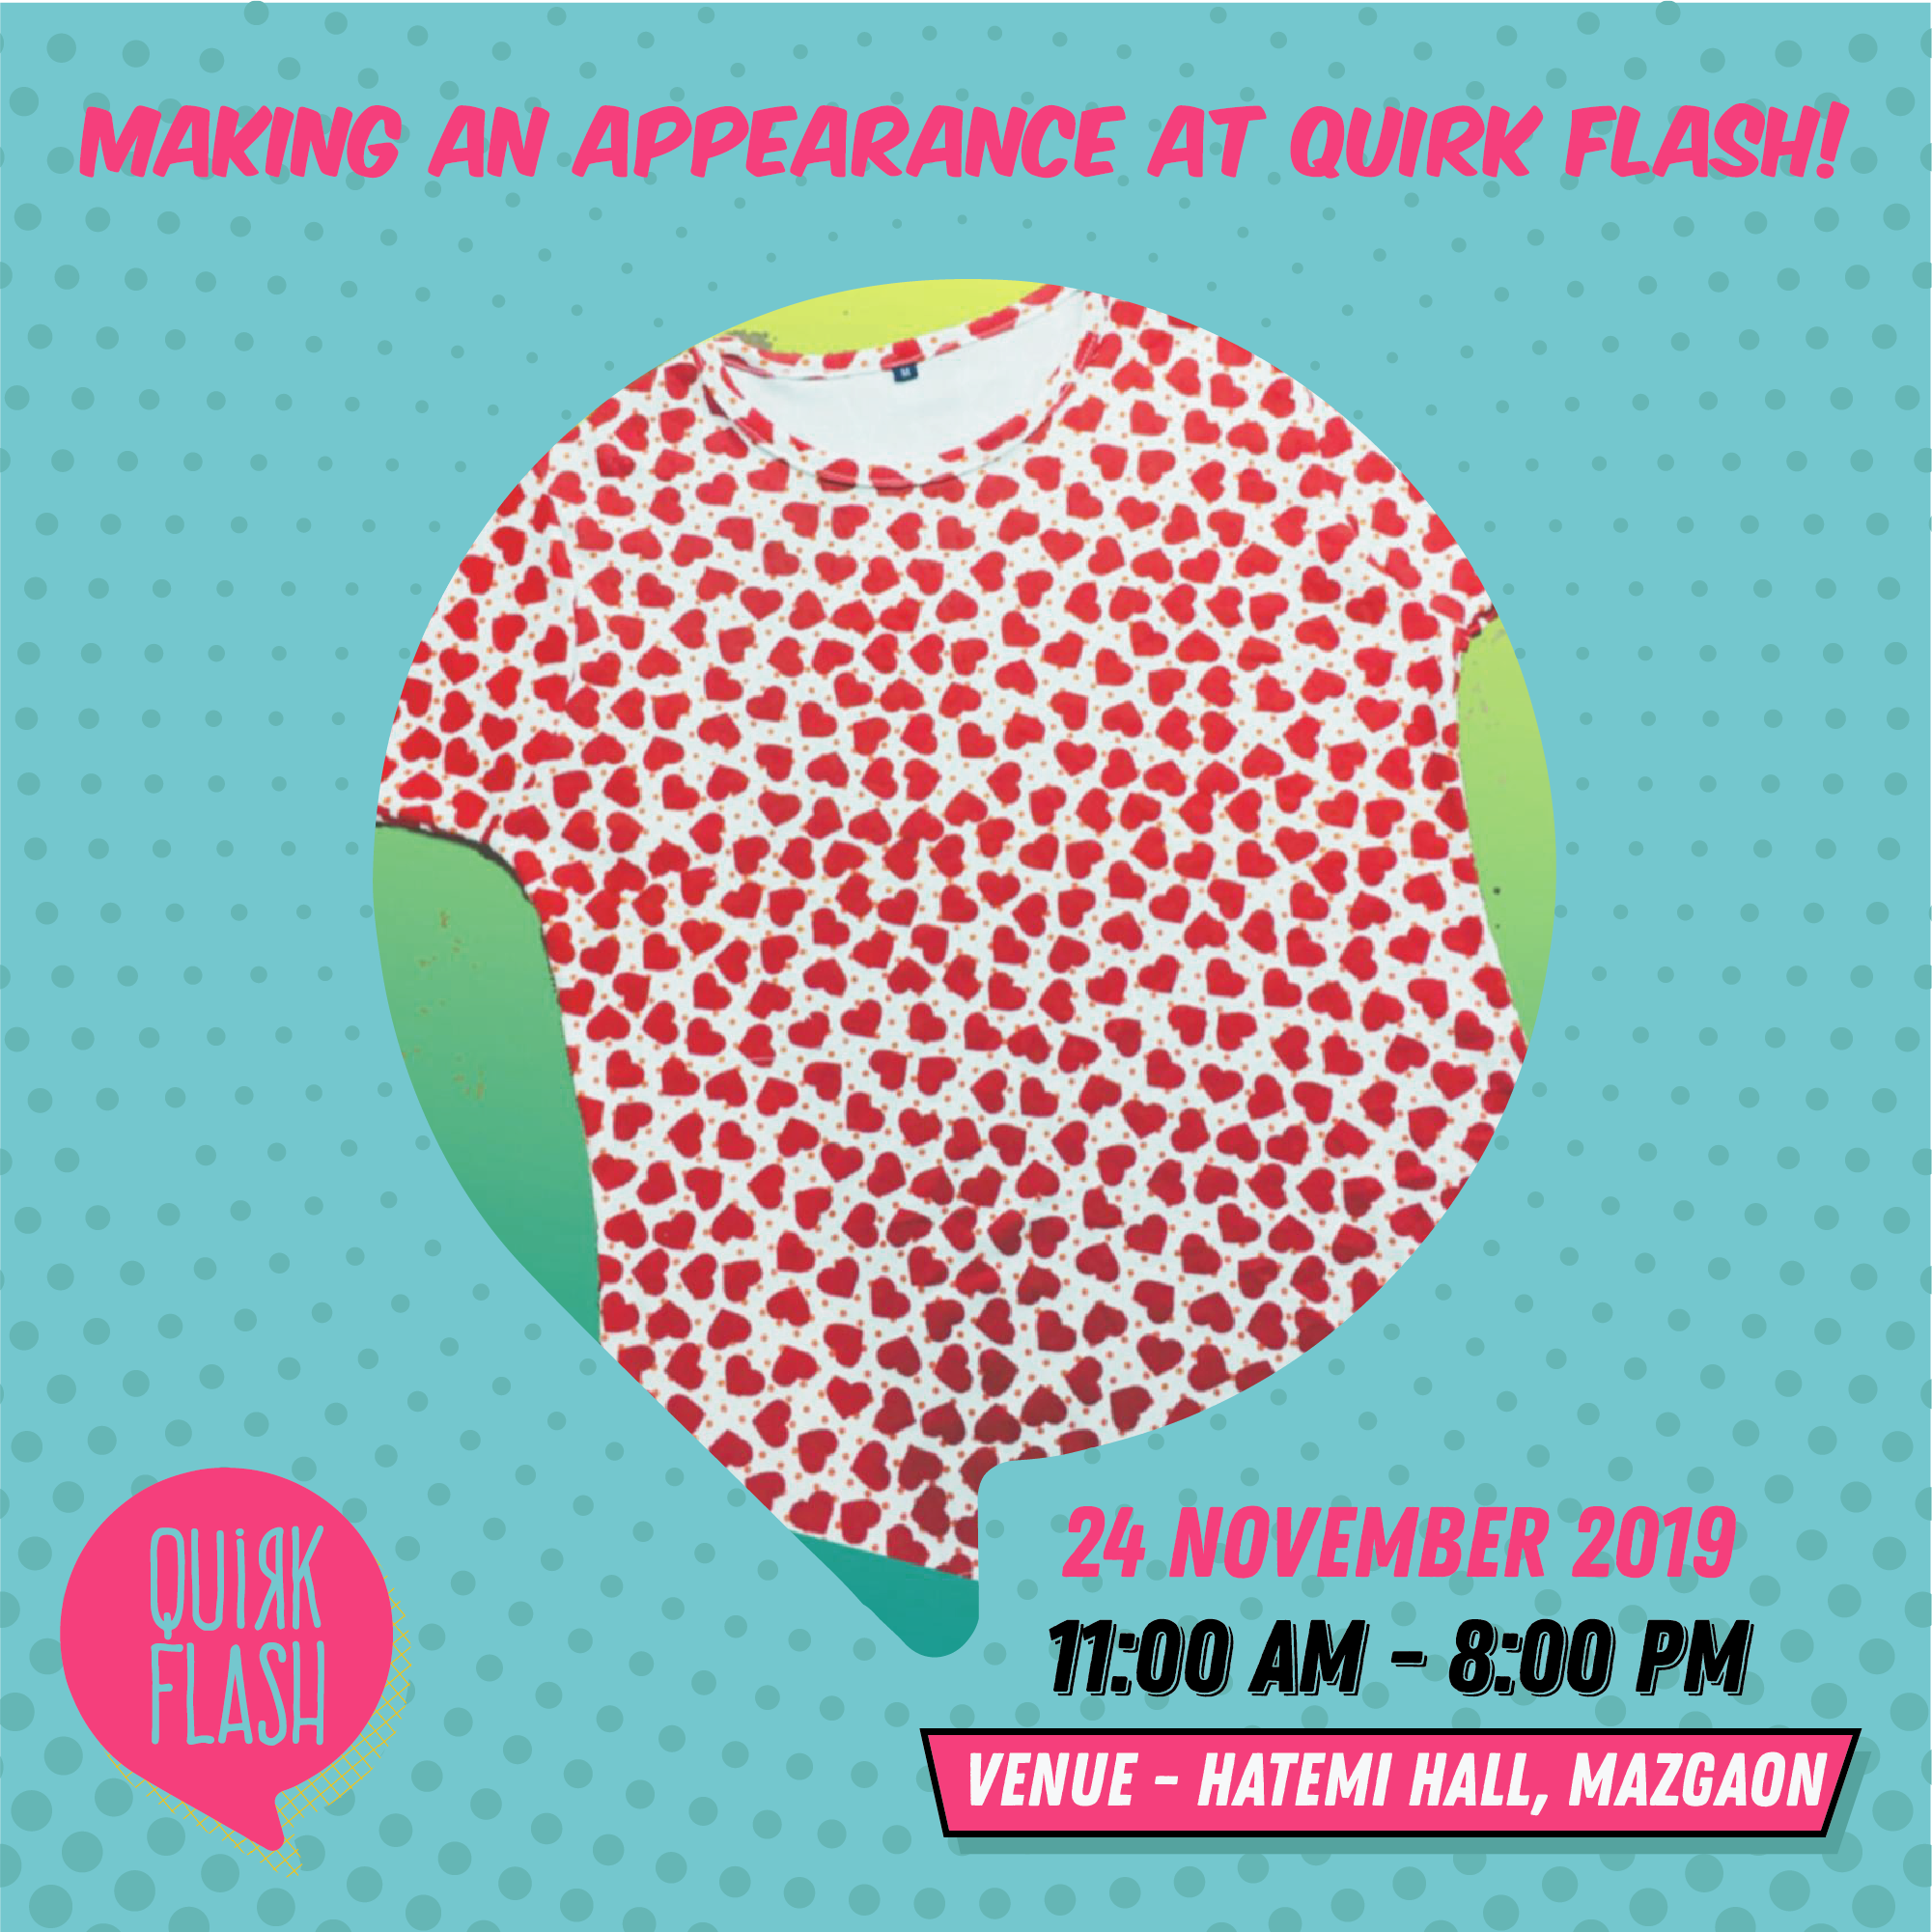 MAKING AN APPEARANCE AT QUIRK FLASH!
M
QUIRK
FLASH
24 NOVEMBER 2019
11:00 AM - 8:00 PM
VENUE - HATEMI HALL, MAZGAON